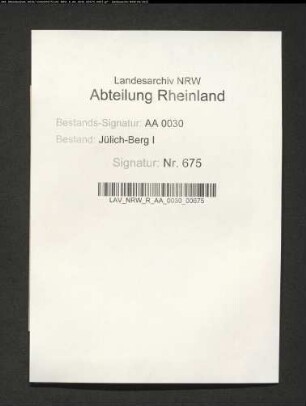 Landesarchiv NRW
Abteilung Rheinland
Bestands-Signatur: AA 0030
Bestand: Jülich-Berg I
Signatur: Nr. 675
LAV_NRW_R_AA_0030_00675